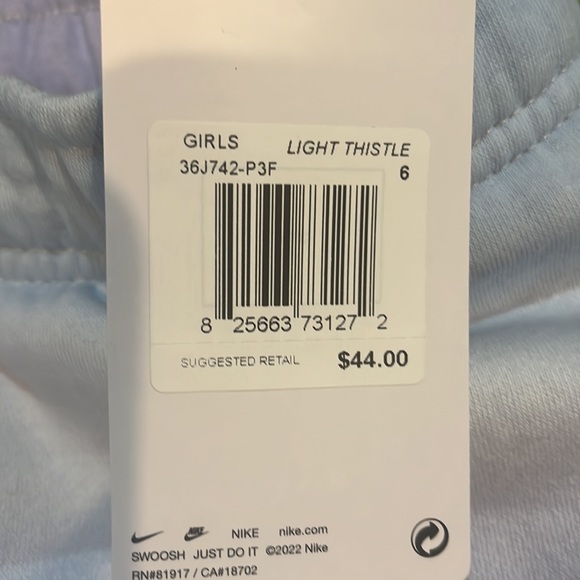 GIRLS LIGHT THISTLE
36J742-P3F 6
8 25663 73127 2
SUGGESTED RETAIL $44.00
NIKE nike.com
SWOOSH JUST DO IT ©2022 Nike
RN#81917 / CA#18702